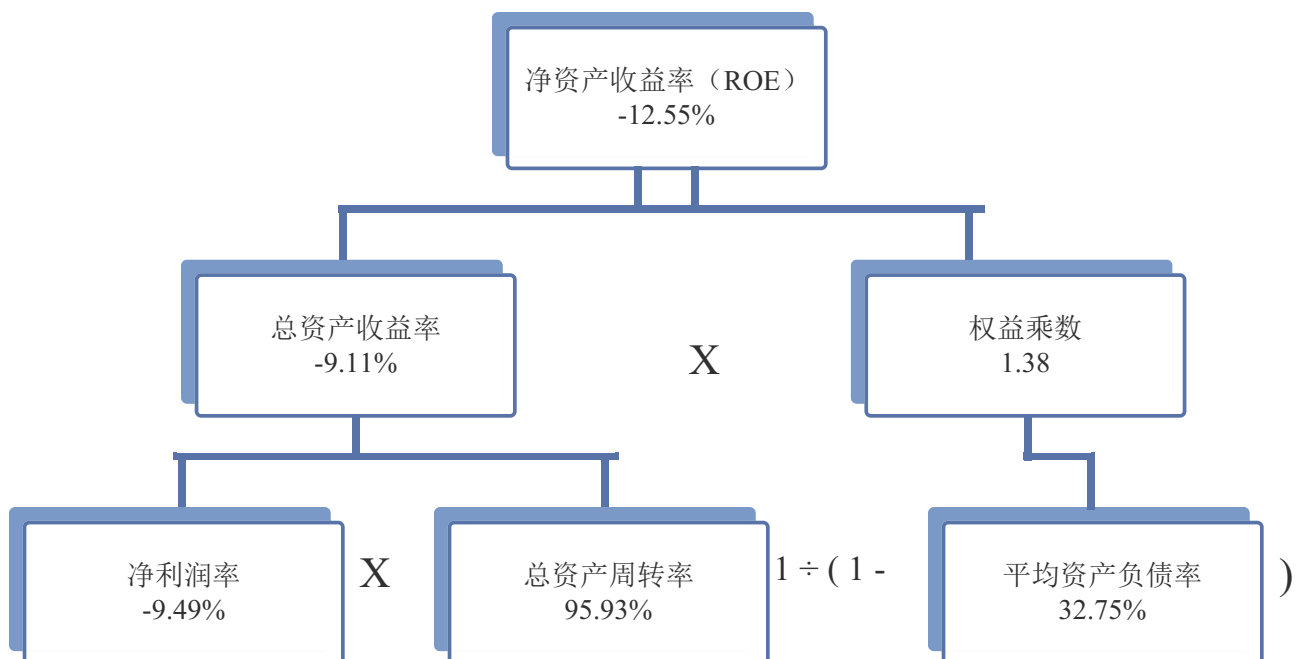 净资产收益率（ROE）
-12.55%
总资产收益率
-9.11%
X
权益乘数
1.38
净利润率
-9.49%
X
总资产周转率
95.93%
1 ÷ ( 1 -
平均资产负债率
32.75%
)